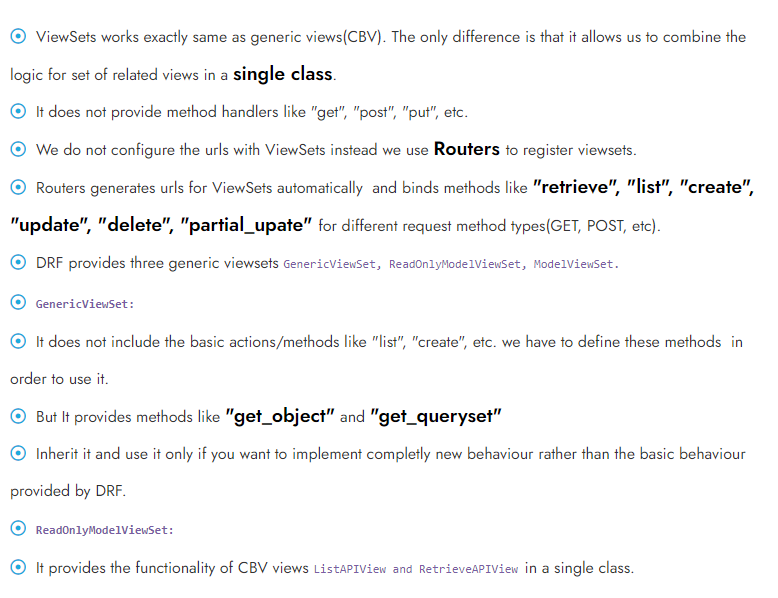 ViewSets works exactly same as generic views(CBV). The only difference is that it allows us to combine the
logic for set of related views in a single class.
It does not provide method handlers like "get", "post", "put", etc.
We do not configure the urls with ViewSets instead we use Routers to register viewsets.
Routers generates urls for ViewSets automatically  and binds methods like "retrieve", "list", "create",
"update", "delete", "partial_upate" for different request method types(GET, POST, etc).
DRF provides three generic viewsets GenericViewSet, ReadOnlyModelViewSet, ModelViewSet.
GenericViewSet:
It does not include the basic actions/methods like "list", "create", etc. we have to define these methods  in
order to use it.
But It provides methods like "get_object" and "get_queryset"
Inherit it and use it only if you want to implement completly new behaviour rather than the basic behaviour
provided by DRF.
ReadOnlyModelViewSet:
It provides the functionality of CBV views ListAPIView and RetrieveAPIView in a single class.